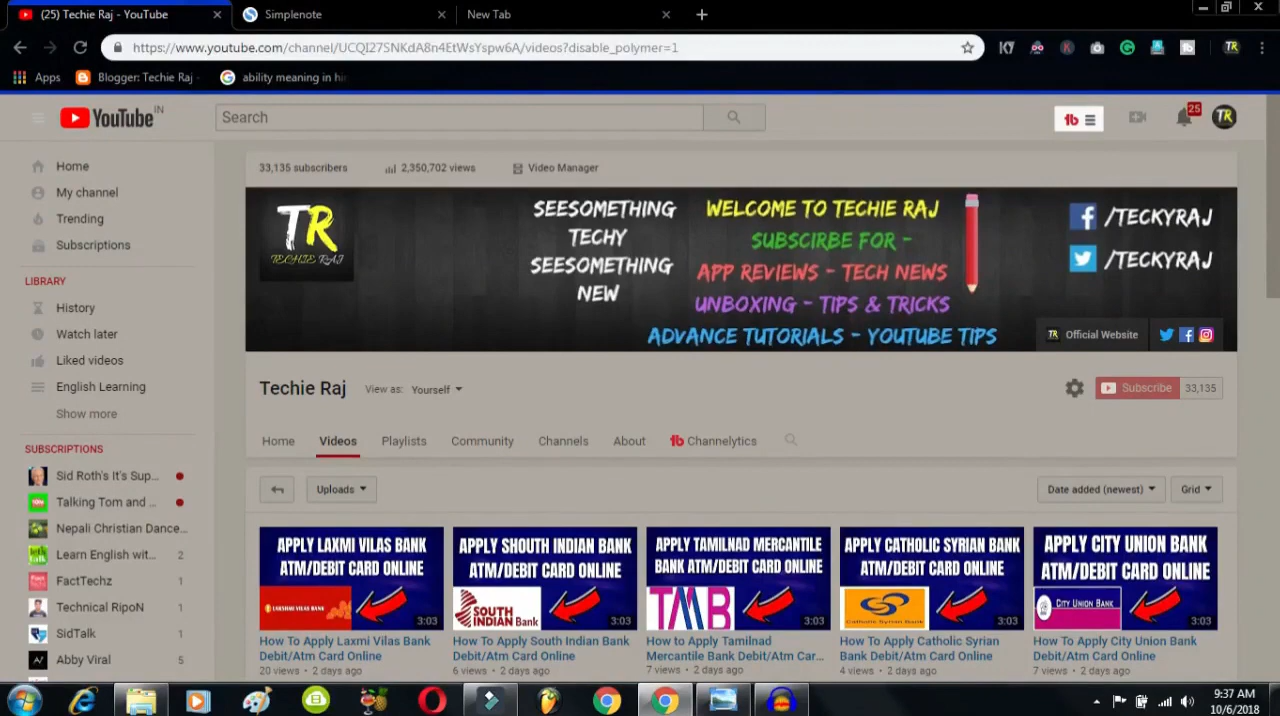 (25) Techie Raj - YouTube
Simplenote
New Tab
https://www.youtube.com/channel/UCQI27SNKdA8n4EtWsYspw6A/videos?disable_polymer=1
Apps
Blogger: Techie Raj -
ability meaning in hin
YouTube IN
Search
25
TR
33,135 subscribers
2,350,702 views
Video Manager
Home
My channel
Trending
Subscriptions
LIBRARY
History
Watch later
Liked videos
English Learning
Show more
SUBSCRIPTIONS
Sid Roth's It's Sup...
Talking Tom and ...
Nepali Christian Dance...
Learn English wit... 2
FactTechz 1
Technical RipoN 1
SidTalk 1
Abby Viral 5
TR
TECHIE RAJ
SEESOMETHING
TECHY
SEESOMETHING
NEW
WELCOME TO TECHIE RAJ
SUBSCIRBE FOR -
APP REVIEWS - TECH NEWS
UNBOXING - TIPS & TRICKS
ADVANCE TUTORIALS - YOUTUBE TIPS
/TECKYRAJ
/TECKYRAJ
Official Website
Techie Raj
View as: Yourself
Subscribe 33,135
Home
Videos
Playlists
Community
Channels
About
Channelytics
Uploads
Date added (newest)
Grid
APPLY LAXMI VILAS BANK
ATM/DEBIT CARD ONLINE
LAKSHMI VILAS BANK
3:03
How To Apply Laxmi Vilas Bank
Debit/Atm Card Online
20 views • 2 days ago
APPLY SHOUTH INDIAN BANK
ATM/DEBIT CARD ONLINE
SOUTH
INDIAN Bank
3:03
How To Apply South Indian Bank
Debit/Atm Card Online
6 views • 2 days ago
APPLY TAMILNAD MERCANTILE
BANK ATM/DEBIT CARD ONLINE
TMB
3:03
How to Apply Tamilnad
Mercantile Bank Debit/Atm Car...
7 views • 2 days ago
APPLY CATHOLIC SYRIAN BANK
ATM/DEBIT CARD ONLINE
Catholic Syrian Bank
3:03
How To Apply Catholic Syrian
Bank Debit/Atm Card Online
4 views • 2 days ago
APPLY CITY UNION BANK
ATM/DEBIT CARD ONLINE
CITY UNION BANK
3:03
How To Apply City Union Bank
Debit/Atm Card Online
7 views • 2 days ago
9:37 AM
10/6/2018